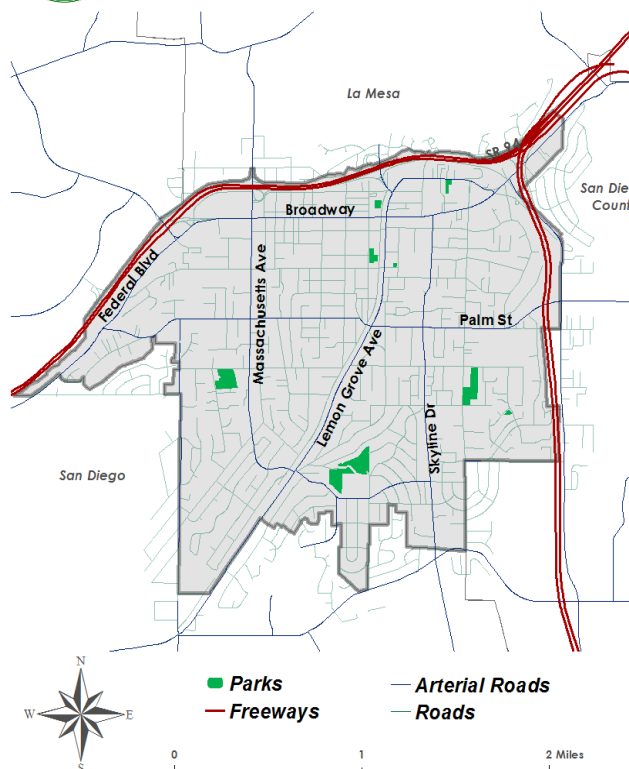 La Mesa
SR 94
San Die
Count
Broadway
Federal Blvd
Massachusetts Ave
Palm St
Lemon Grove Ave
Skyline Dr
San Diego
N
W E
S
Parks
Arterial Roads
Freeways
Roads
0 1 2 Miles